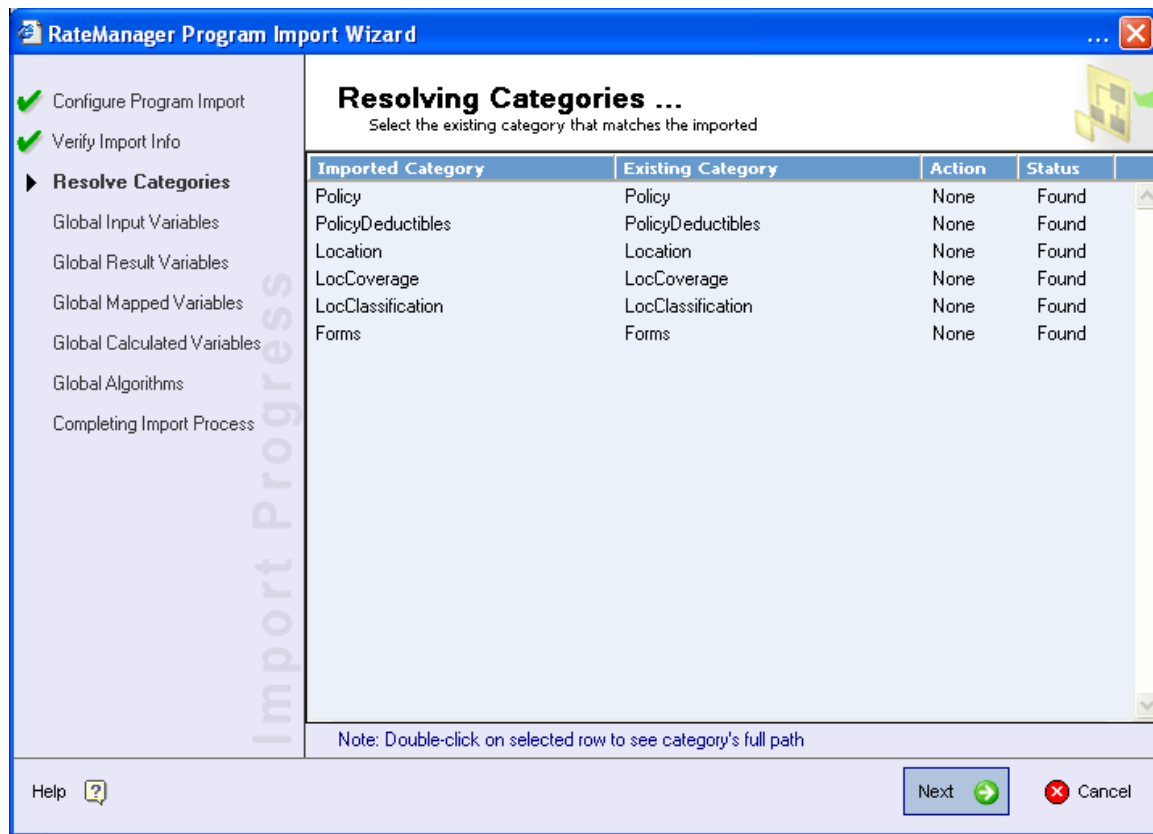 RateManager Program Import Wizard ...
Configure Program Import
Verify Import Info
Resolve Categories
Global Input Variables
Global Result Variables
Global Mapped Variables
Global Calculated Variables
Global Algorithms
Completing Import Process
Import Progress
Resolving Categories ...
Select the existing category that matches the imported
Imported Category Existing Category Action Status
Policy Policy None Found
PolicyDeductibles PolicyDeductibles None Found
Location Location None Found
LocCoverage LocCoverage None Found
LocClassification LocClassification None Found
Forms Forms None Found
Note: Double-click on selected row to see category's full path
Help ? Next Cancel